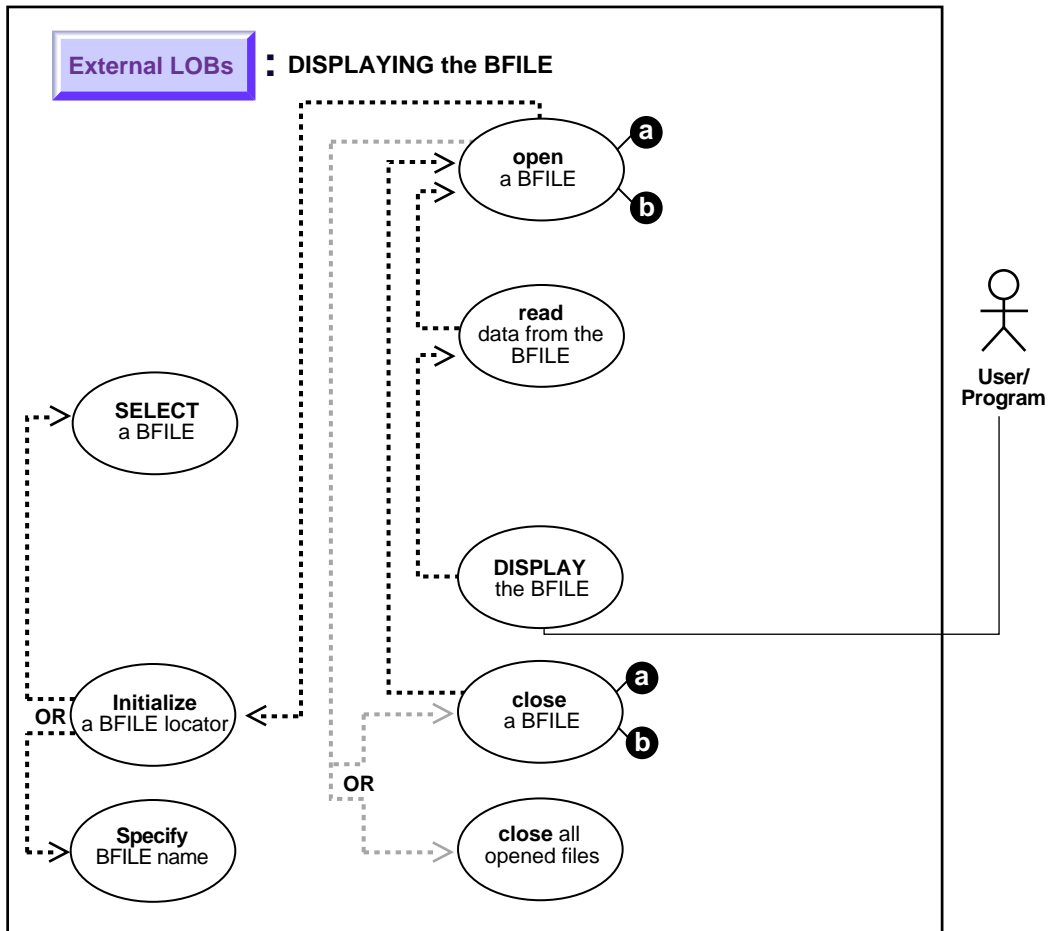 External LOBs : DISPLAYING the BFILE
open
a BFILE
a
b
read
data from the
BFILE
User/
Program
SELECT
a BFILE
DISPLAY
the BFILE
Initialize
a BFILE locator
OR
close
a BFILE
a
b
OR
Specify
BFILE name
close all
opened files